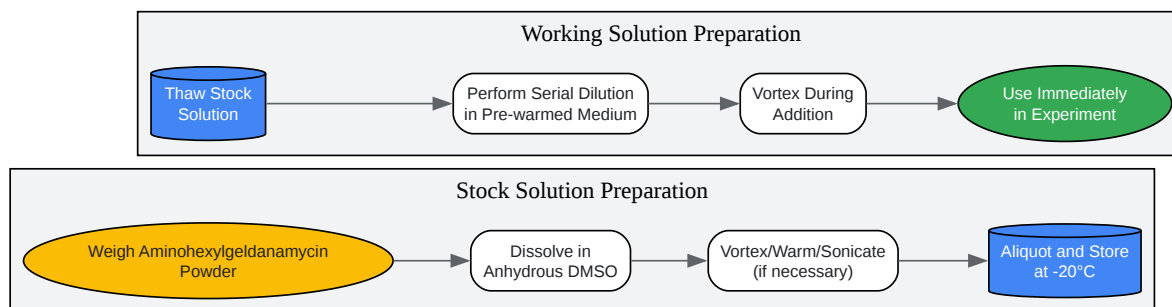 Working Solution Preparation
Thaw Stock
Solution
Perform Serial Dilution
in Pre-warmed Medium
Vortex During
Addition
Use Immediately
in Experiment
Stock Solution Preparation
Weigh Aminohexylgeldanamycin
Powder
Dissolve in
Anhydrous DMSO
Vortex/Warm/Sonicate
(if necessary)
Aliquot and Store
at -20°C